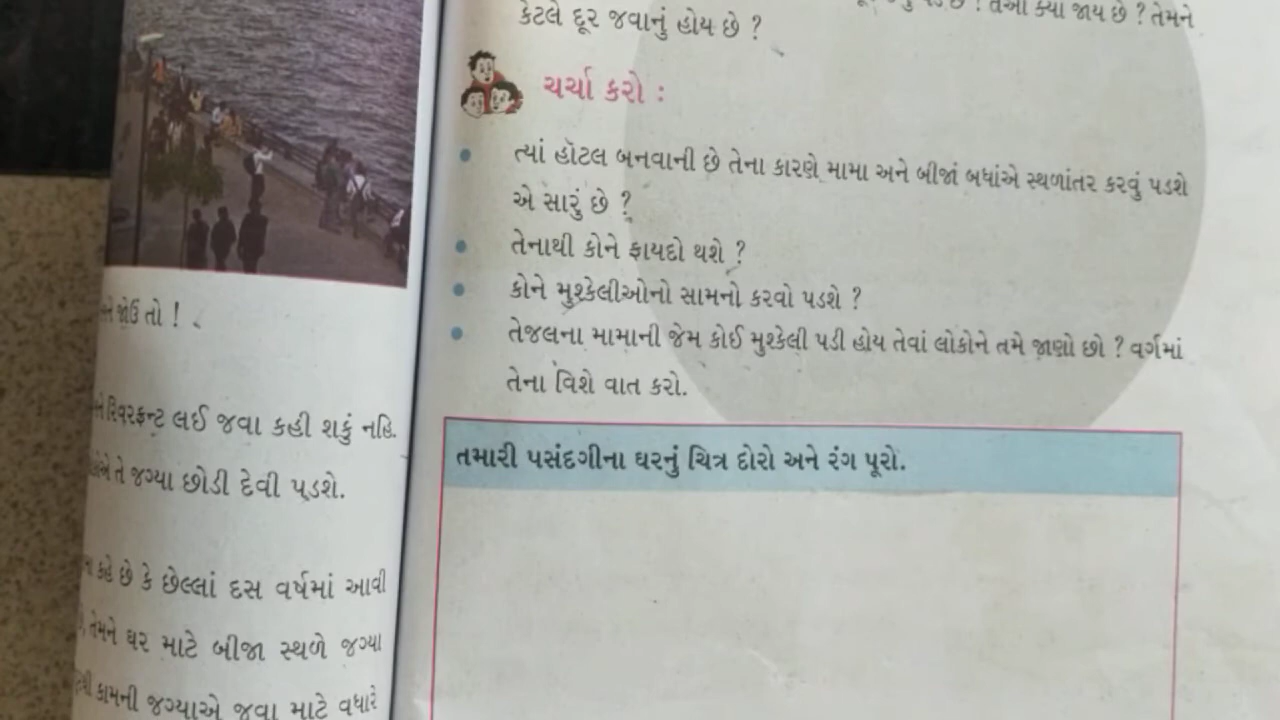 જોઉં તો !
રિવરફ્રન્ટ લઈ જવા કહી શકું નહિ.
તે જગ્યા છોડી દેવી પડશે.
કહે છે કે છેલ્લાં દસ વર્ષમાં આવી
તેમને ઘર માટે બીજા સ્થળે જગ્યા
કામની જગ્યાએ જવા માટે વધારે
ક્યાં જાય છે ? તેમને
કેટલે દૂર જવાનું હોય છે ?
ચર્ચા કરો :
ત્યાં હૉટલ બનવાની છે તેના કારણે મામા અને બીજાં બધાંએ સ્થળાંતર કરવું પડશે
એ સારું છે ?
તેનાથી કોને ફાયદો થશે ?
કોને મુશ્કેલીઓનો સામનો કરવો પડશે ?
તેજલના મામાની જેમ કોઈ મુશ્કેલી પડી હોય તેવાં લોકોને તમે જાણો છો ? વર્ગમાં
તેના વિશે વાત કરો.
તમારી પસંદગીના ઘરનું ચિત્ર દોરો અને રંગ પૂરો.